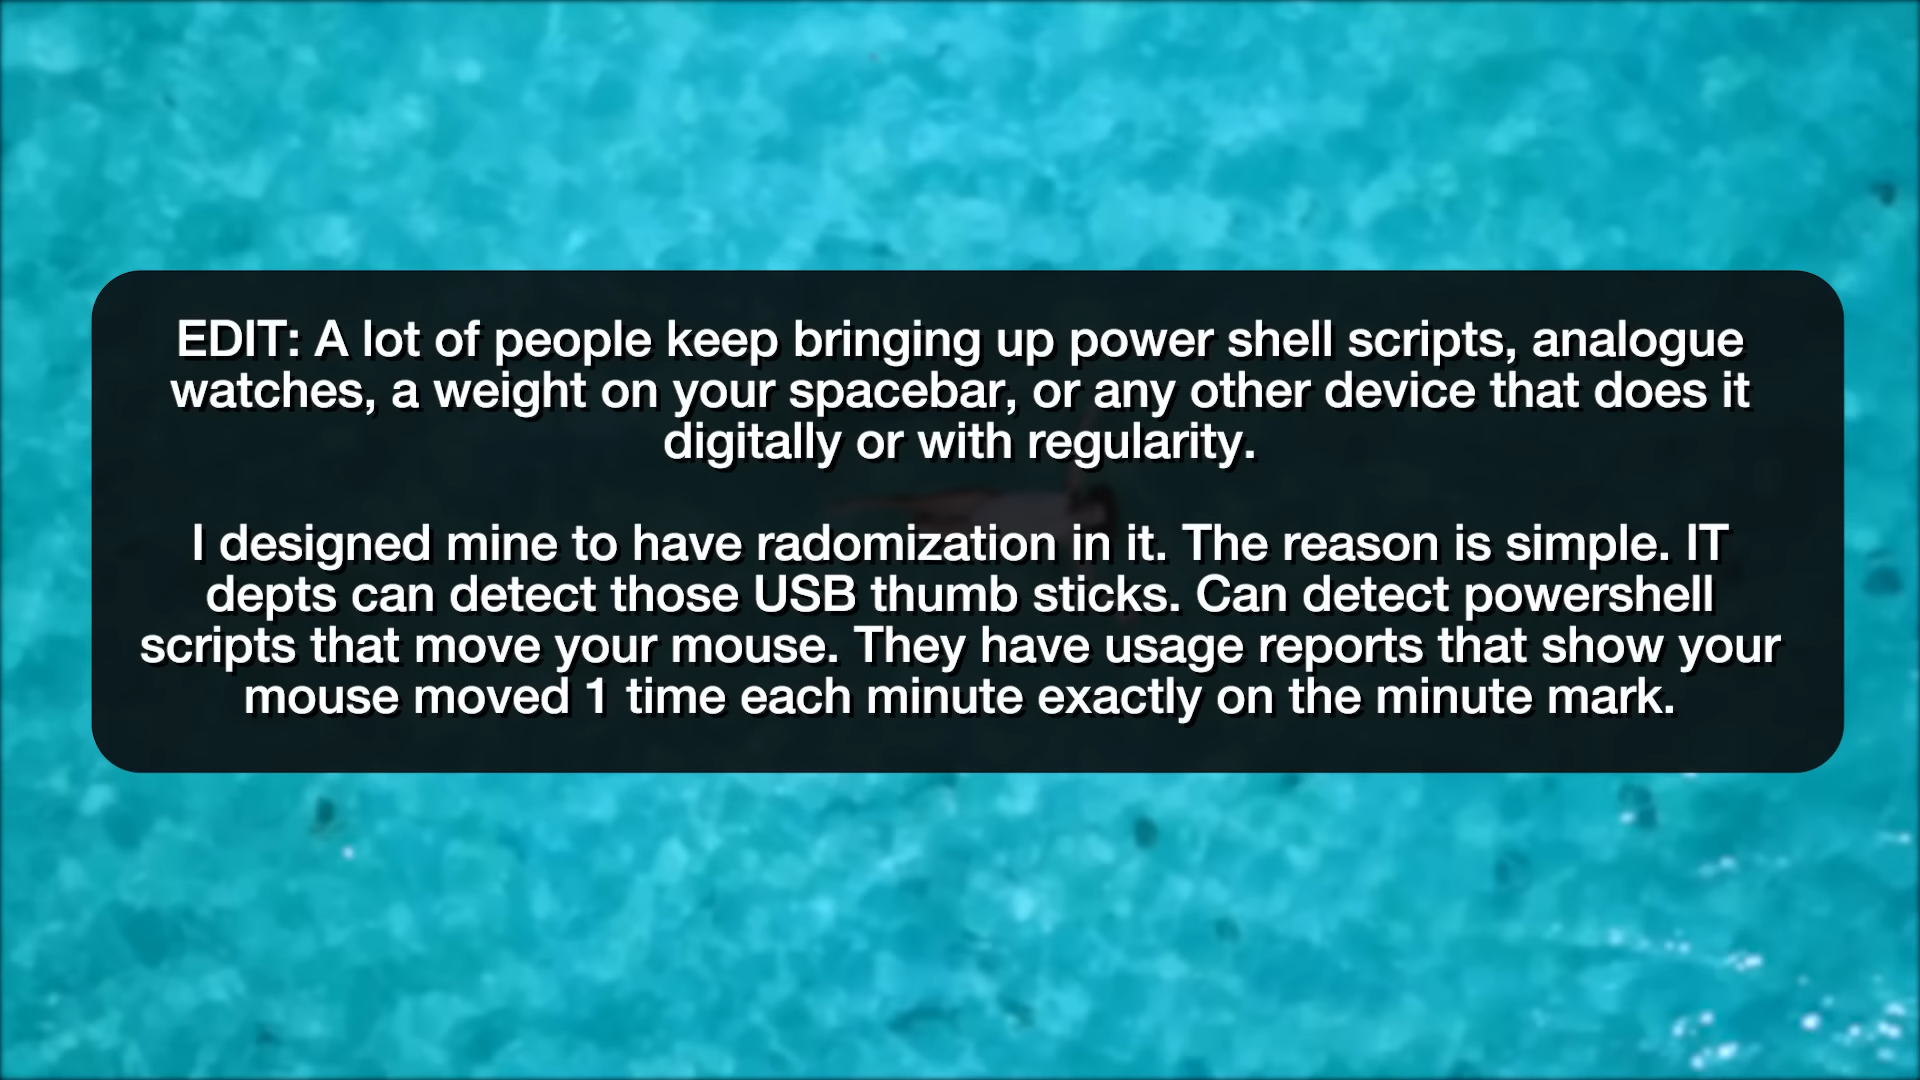 EDIT: A lot of people keep bringing up power shell scripts, analogue
watches, a weight on your spacebar, or any other device that does it
digitally or with regularity.
I designed mine to have radomization in it. The reason is simple. IT
depts can detect those USB thumb sticks. Can detect powershell
scripts that move your mouse. They have usage reports that show your
mouse moved 1 time each minute exactly on the minute mark.